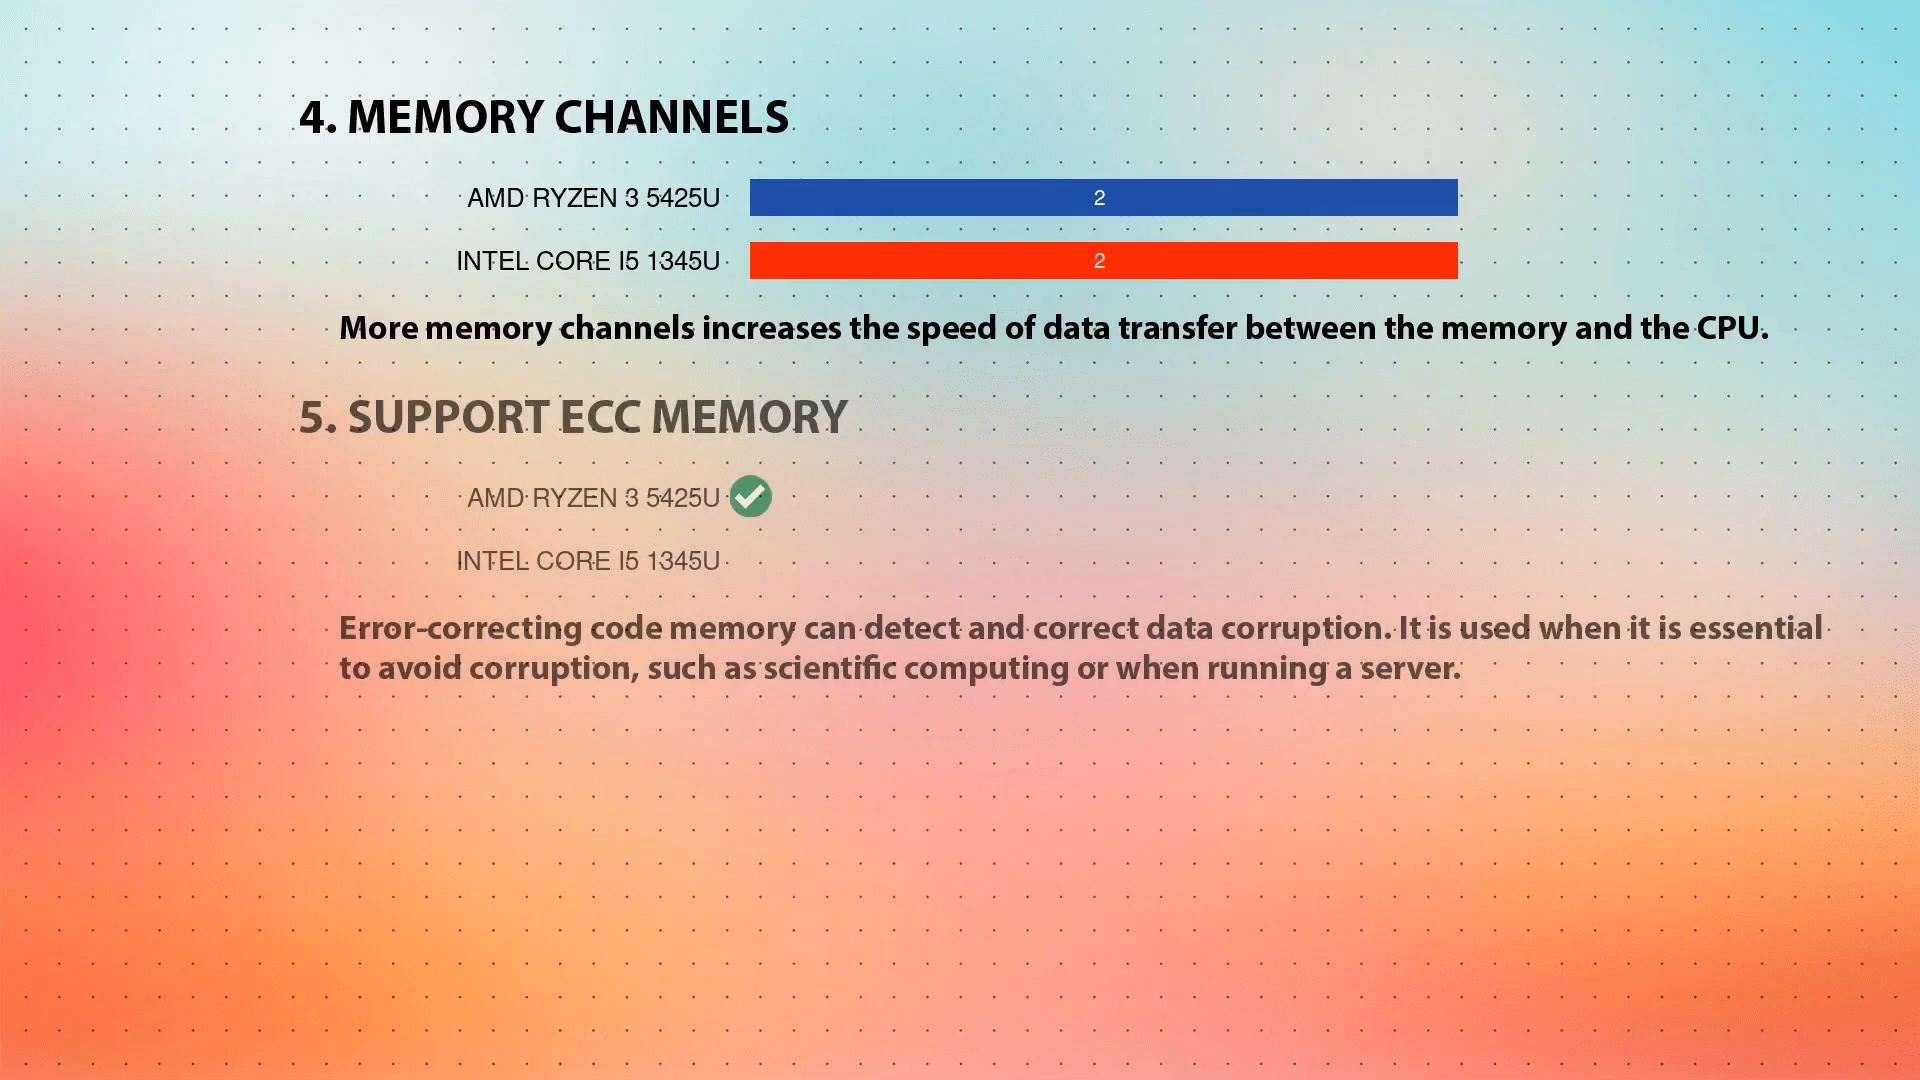 4. MEMORY CHANNELS
AMD RYZEN 3 5425U
2
INTEL CORE I5 1345U
2
More memory channels increases the speed of data transfer between the memory and the CPU.
5. SUPPORT ECC MEMORY
AMD RYZEN 3 5425U
INTEL CORE I5 1345U
Error-correcting code memory can detect and correct data corruption. It is used when it is essential
to avoid corruption, such as scientific computing or when running a server.